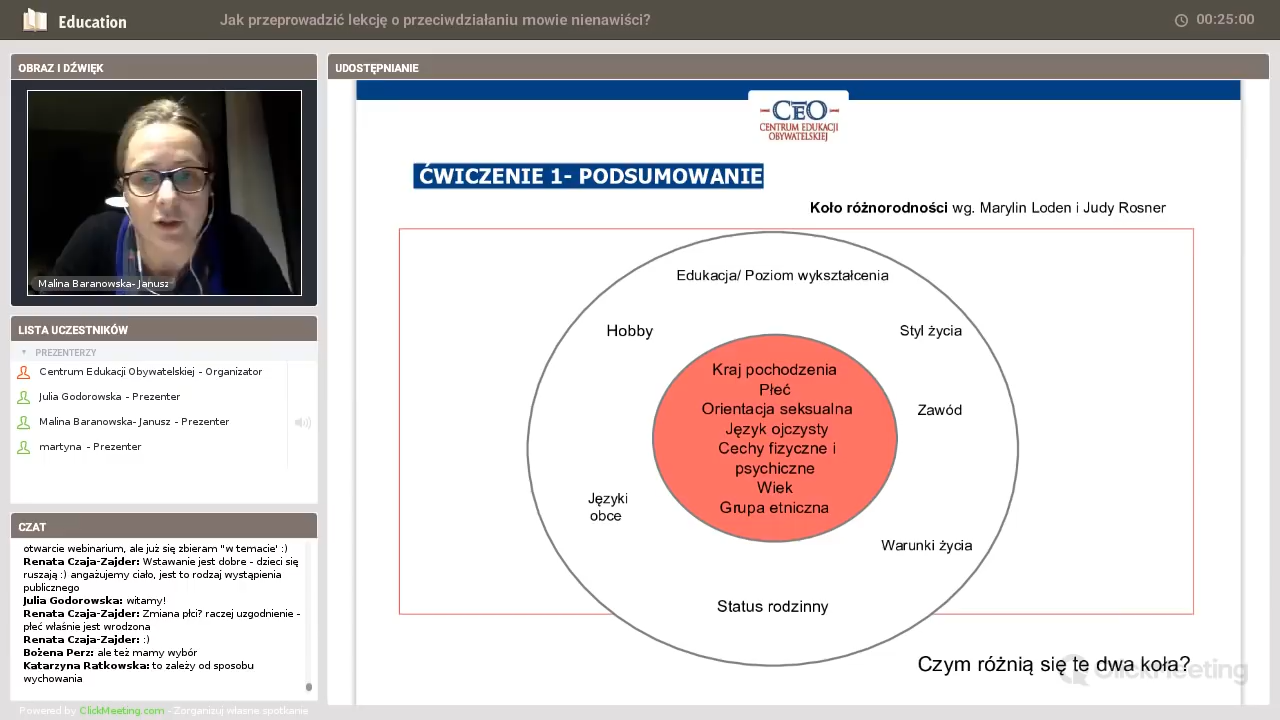 Education
Jak przeprowadzić lekcję o przeciwdziałaniu mowie nienawiści?
00:25:00
OBRAZ I DŹWIĘK
Malina Baranowska- Janusz
LISTA UCZESTNIKÓW
PREZENTERZY
Centrum Edukacji Obywatelskiej - Organizator
Julia Godorowska - Prezenter
Malina Baranowska- Janusz - Prezenter
martyna - Prezenter
CZAT
otwarcie webinarium, ale już się zbieram "w temacie' :)
Renata Czaja-Zajder: Wstawanie jest dobre - dzieci się
ruszają :) angażujemy ciało, jest to rodzaj wystąpienia
publicznego
Julia Godorowska: witamy!
Renata Czaja-Zajder: Zmiana płci? raczej uzgodnienie -
płeć właśnie jest wrodzona
Renata Czaja-Zajder: :)
Bożena Perz: ale też mamy wybór
Katarzyna Ratkowska: to zależy od sposobu
wychowania
Powered by ClickMeeting.com - Zorganizuj własne spotkanie
UDOSTĘPNIANIE
CEO
CENTRUM EDUKACJI
OBYWATELSKIEJ
ĆWICZENIE 1- PODSUMOWANIE
Koło różnorodności wg. Marylin Loden i Judy Rosner
Edukacja/ Poziom wykształcenia
Hobby
Styl życia
Kraj pochodzenia
Płeć
Orientacja seksualna
Język ojczysty
Cechy fizyczne i
psychiczne
Wiek
Grupa etniczna
Zawód
Języki
obce
Warunki życia
Status rodzinny
Czym różnią się te dwa koła?
ClickMeeting